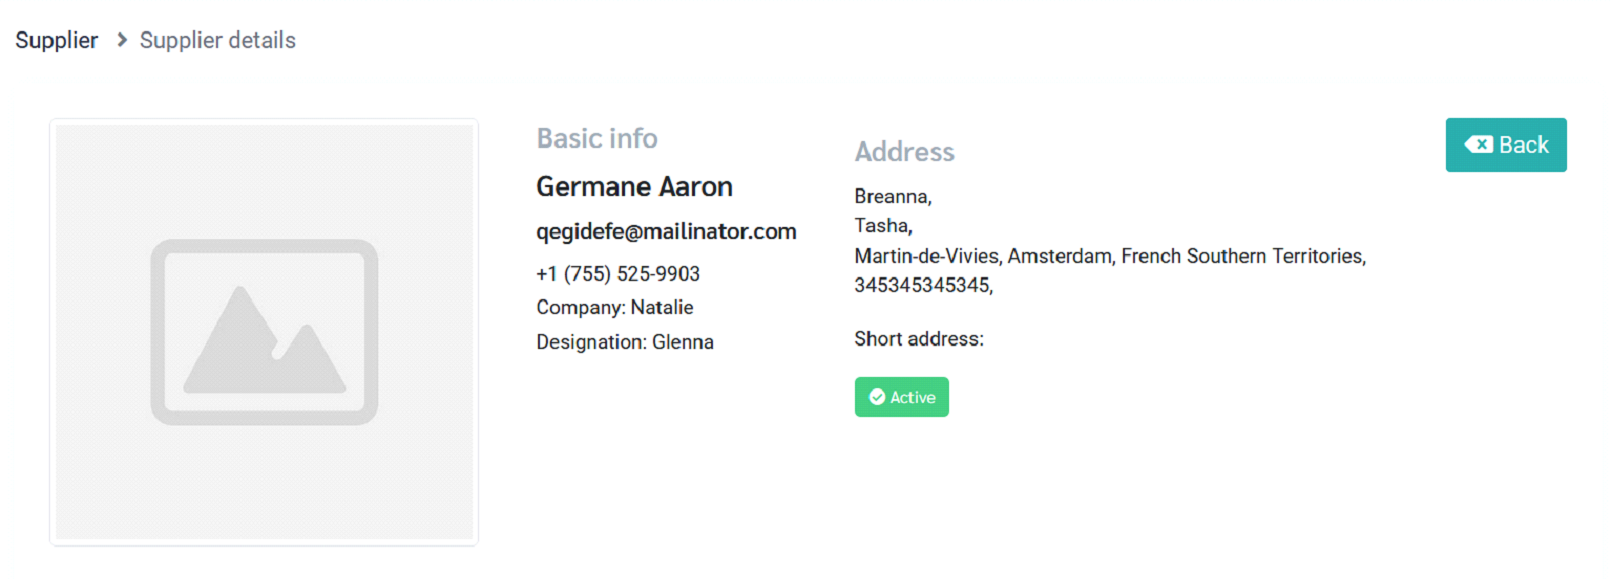 Supplier > Supplier details
Basic info
Germane Aaron
qegidefe@mailinator.com
+1 (755) 525-9903
Company: Natalie
Designation: Glenna
Address
Breanna,
Tasha,
Martin-de-Vivies, Amsterdam, French Southern Territories,
345345345345,
Short address:
Active
Back